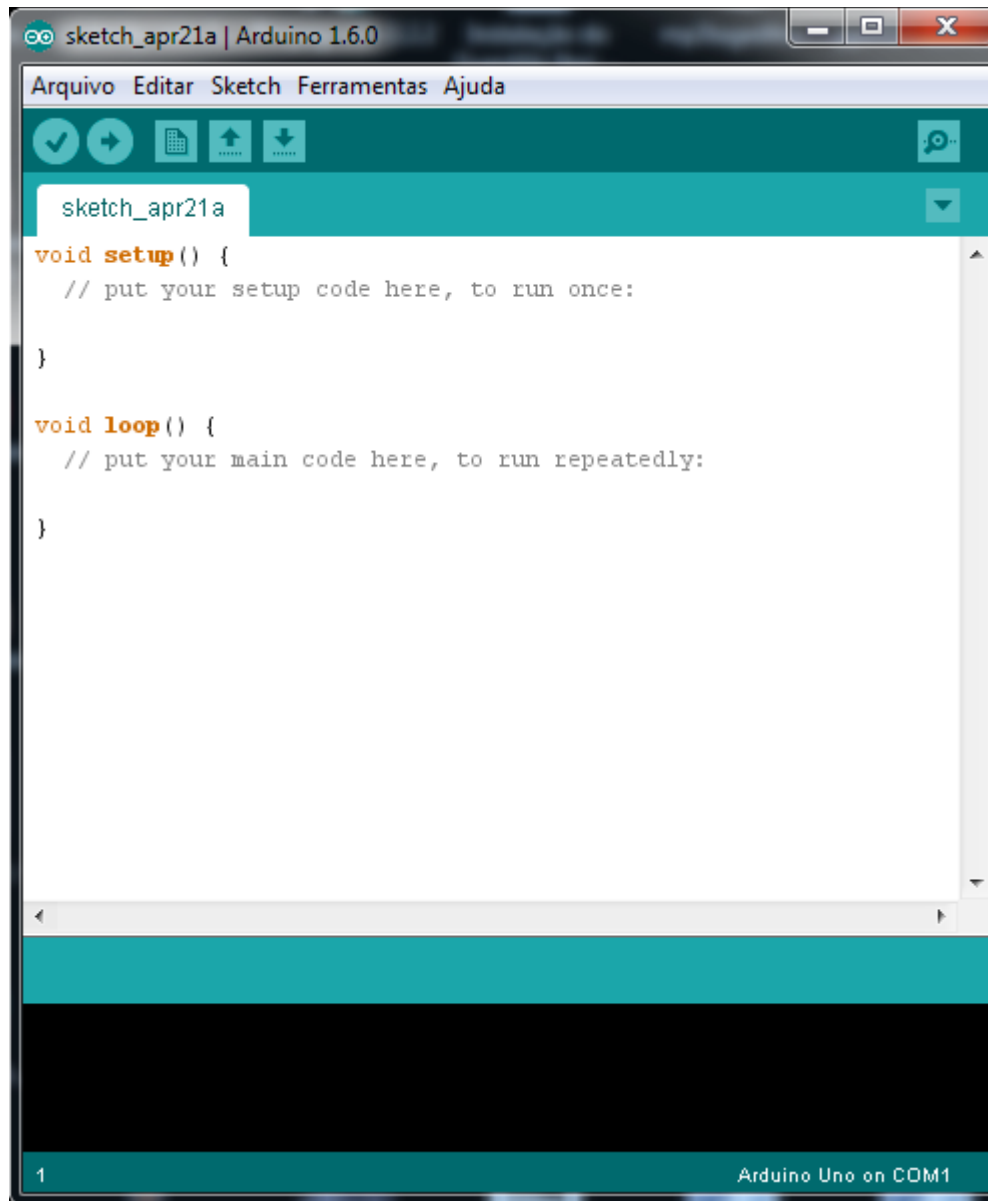 sketch_apr21a | Arduino 1.6.0
Arquivo Editar Sketch Ferramentas Ajuda
sketch_apr21a
void setup() {
  // put your setup code here, to run once:
}
void loop() {
  // put your main code here, to run repeatedly:
}
1 Arduino Uno on COM1